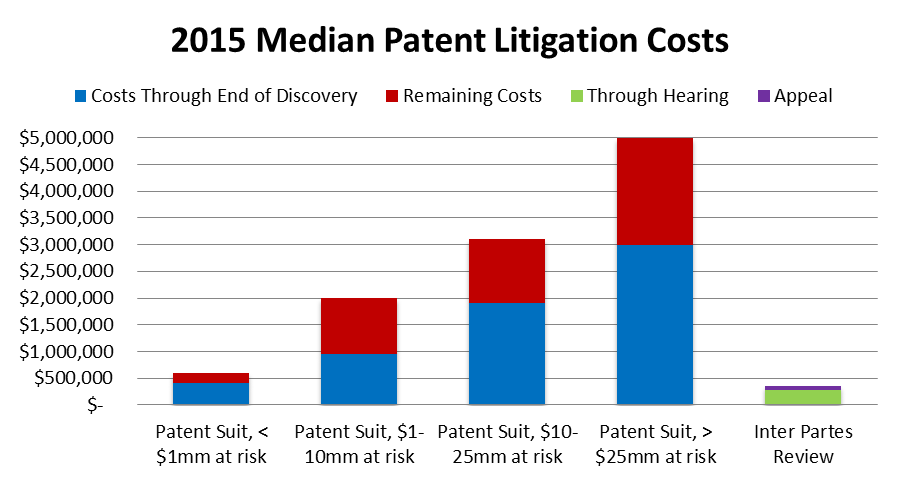 2015 Median Patent Litigation Costs
Costs Through End of Discovery Remaining Costs Through Hearing Appeal
$5,000,000
$4,500,000
$4,000,000
$3,500,000
$3,000,000
$2,500,000
$2,000,000
$1,500,000
$1,000,000
$500,000
$-
Patent Suit, < Patent Suit, $1- Patent Suit, $10- Patent Suit, > Inter Partes
$1mm at risk 10mm at risk 25mm at risk $25mm at risk Review